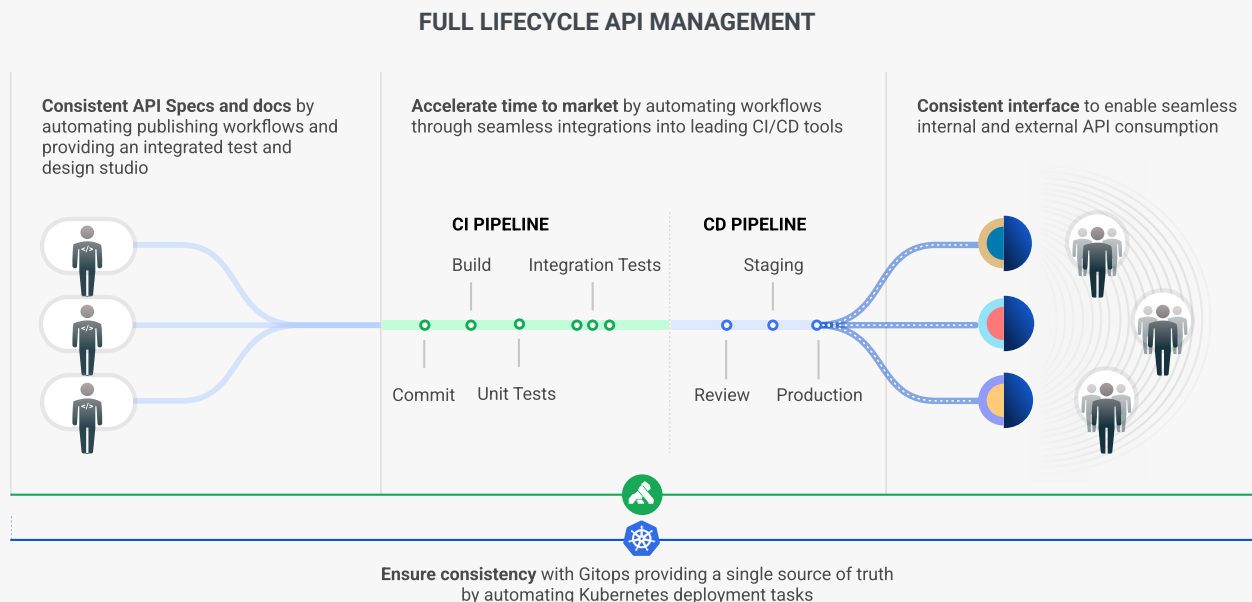 FULL LIFECYCLE API MANAGEMENT
Consistent API Specs and docs by
automating publishing workflows and
providing an integrated test and
design studio
Accelerate time to market by automating workflows
through seamless integrations into leading CI/CD tools
Consistent interface to enable seamless
internal and external API consumption
CI PIPELINE
CD PIPELINE
Build
Integration Tests
Staging
Commit
Unit Tests
Review
Production
</>
</>
</>
Ensure consistency with Gitops providing a single source of truth
by automating Kubernetes deployment tasks